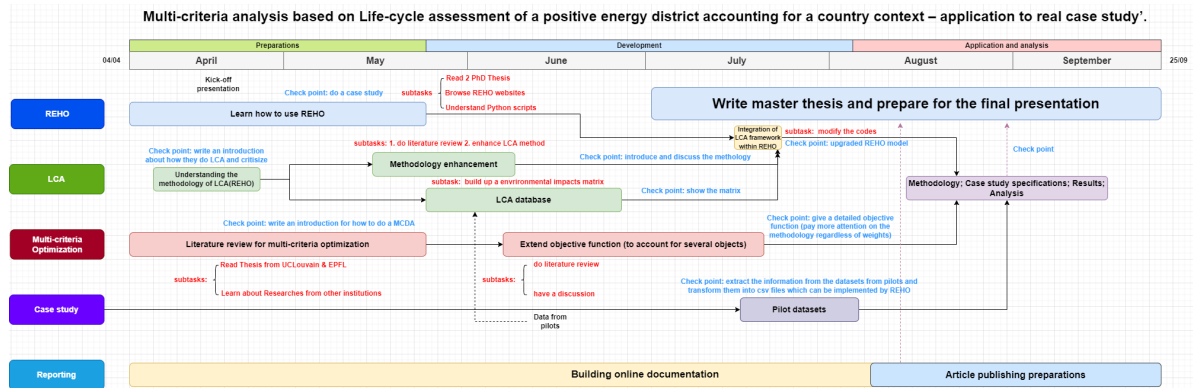 Multi-criteria analysis based on Life-cycle assessment of a positive energy district accounting for a country context – application to real case study'.
Preparations
Development
Application and analysis
04/04
April
May
June
July
August
September
25/09
Kick-off
presentation
Check point: do a case study
subtasks
Read 2 PhD Thesis
Browse REHO websites
Understand Python scripts
REHO
Learn how to use REHO
Write master thesis and prepare for the final presentation
Integration of
LCA framework
within REHO
subtask: modify the codes
Check point: upgraded REHO model
Check point
Check point: write an introduction
about how they do LCA and critisize
subtasks: 1. do literature review 2. enhance LCA method
Methodology enhancement
Check point: introduce and discuss the methology
LCA
Understanding the
methodology of LCA(REHO)
subtask: build up a envrironmental impacts matrix
LCA database
Check point: show the matrix
Methodology; Case study specifications; Results;
Analysis
Check point: write an introduction for how to do a MCDA
Check point: give a detailed objective
function (pay more attention on the
methodology regardless of weights)
Multi-criteria
Optimization
Literature review for multi-criteria optimization
Extend objective function (to account for several objects)
subtasks:
Read Thesis from UCLouvain & EPFL
Learn about Researches from other institutions
subtasks:
do literature review
have a discussion
Check point: extract the information from the datasets from pilots and
transform them into csv files which can be implemented by REHO
Case study
Data from
pilots
Pilot datasets
Reporting
Building online documentation
Article publishing preparations